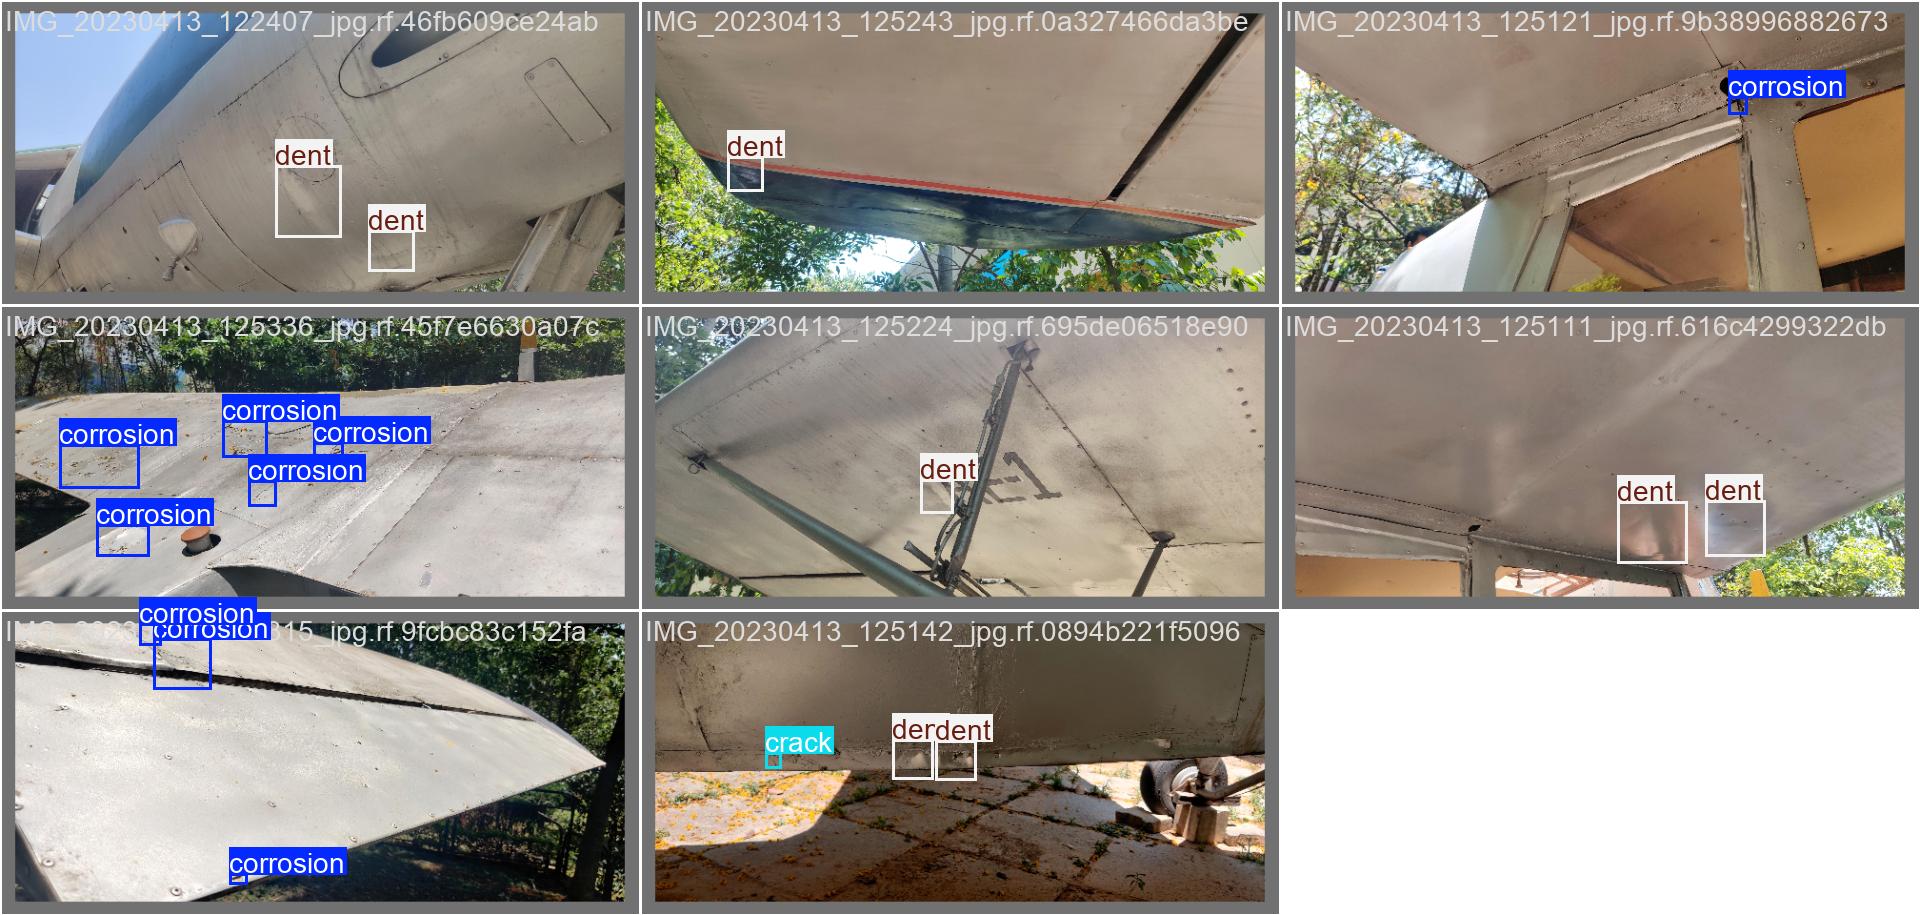 IMG_20230413_122407_jpg.rf.46fb609ce24ab
dent
dent
IMG_20230413_125243_jpg.rf.0a327466da3be
dent
IMG_20230413_125121_jpg.rf.9b38996882673
corrosion
IMG_20230413_125336_jpg.rf.45f7e6630a07c
corrosion
corrosion
corrosion
corrosion
corrosion
IMG_20230413_125224_jpg.rf.695de06518e90
dent
IMG_20230413_125111_jpg.rf.616c4299322db
dent
dent
corrosion
corrosion
315_jpg.rf.9fcbc83c152fa
corrosion
IMG_20230413_125142_jpg.rf.0894b221f5096
crack
dent
dent